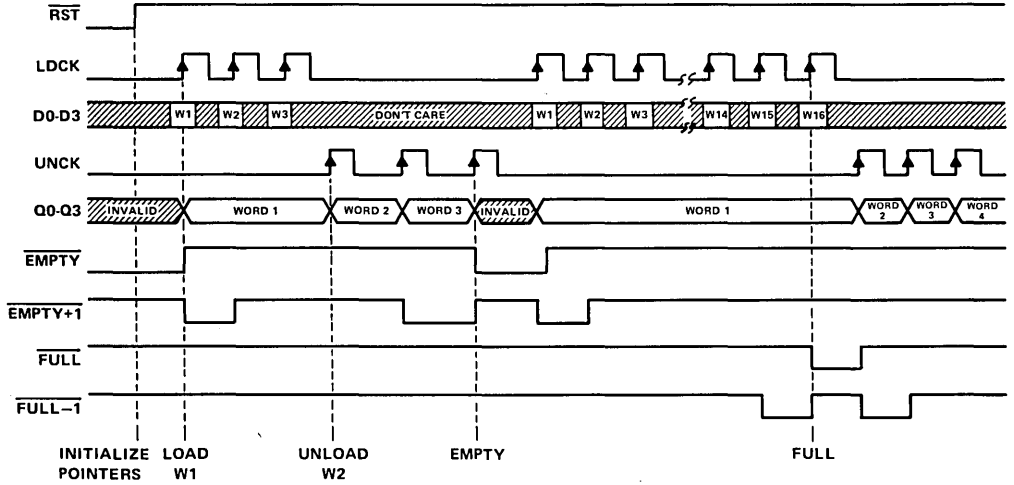 RST
LDCK
D0-D3 W1 W2 W3 DON'T CARE W1 W2 W3 W14 W15 W16
UNCK
Q0-Q3 INVALID WORD 1 WORD 2 WORD 3 INVALID WORD 1 WORD 2 WORD 3 WORD 4
EMPTY
EMPTY+1
FULL
FULL−1
INITIALIZE POINTERS
LOAD W1
UNLOAD W2
EMPTY
FULL